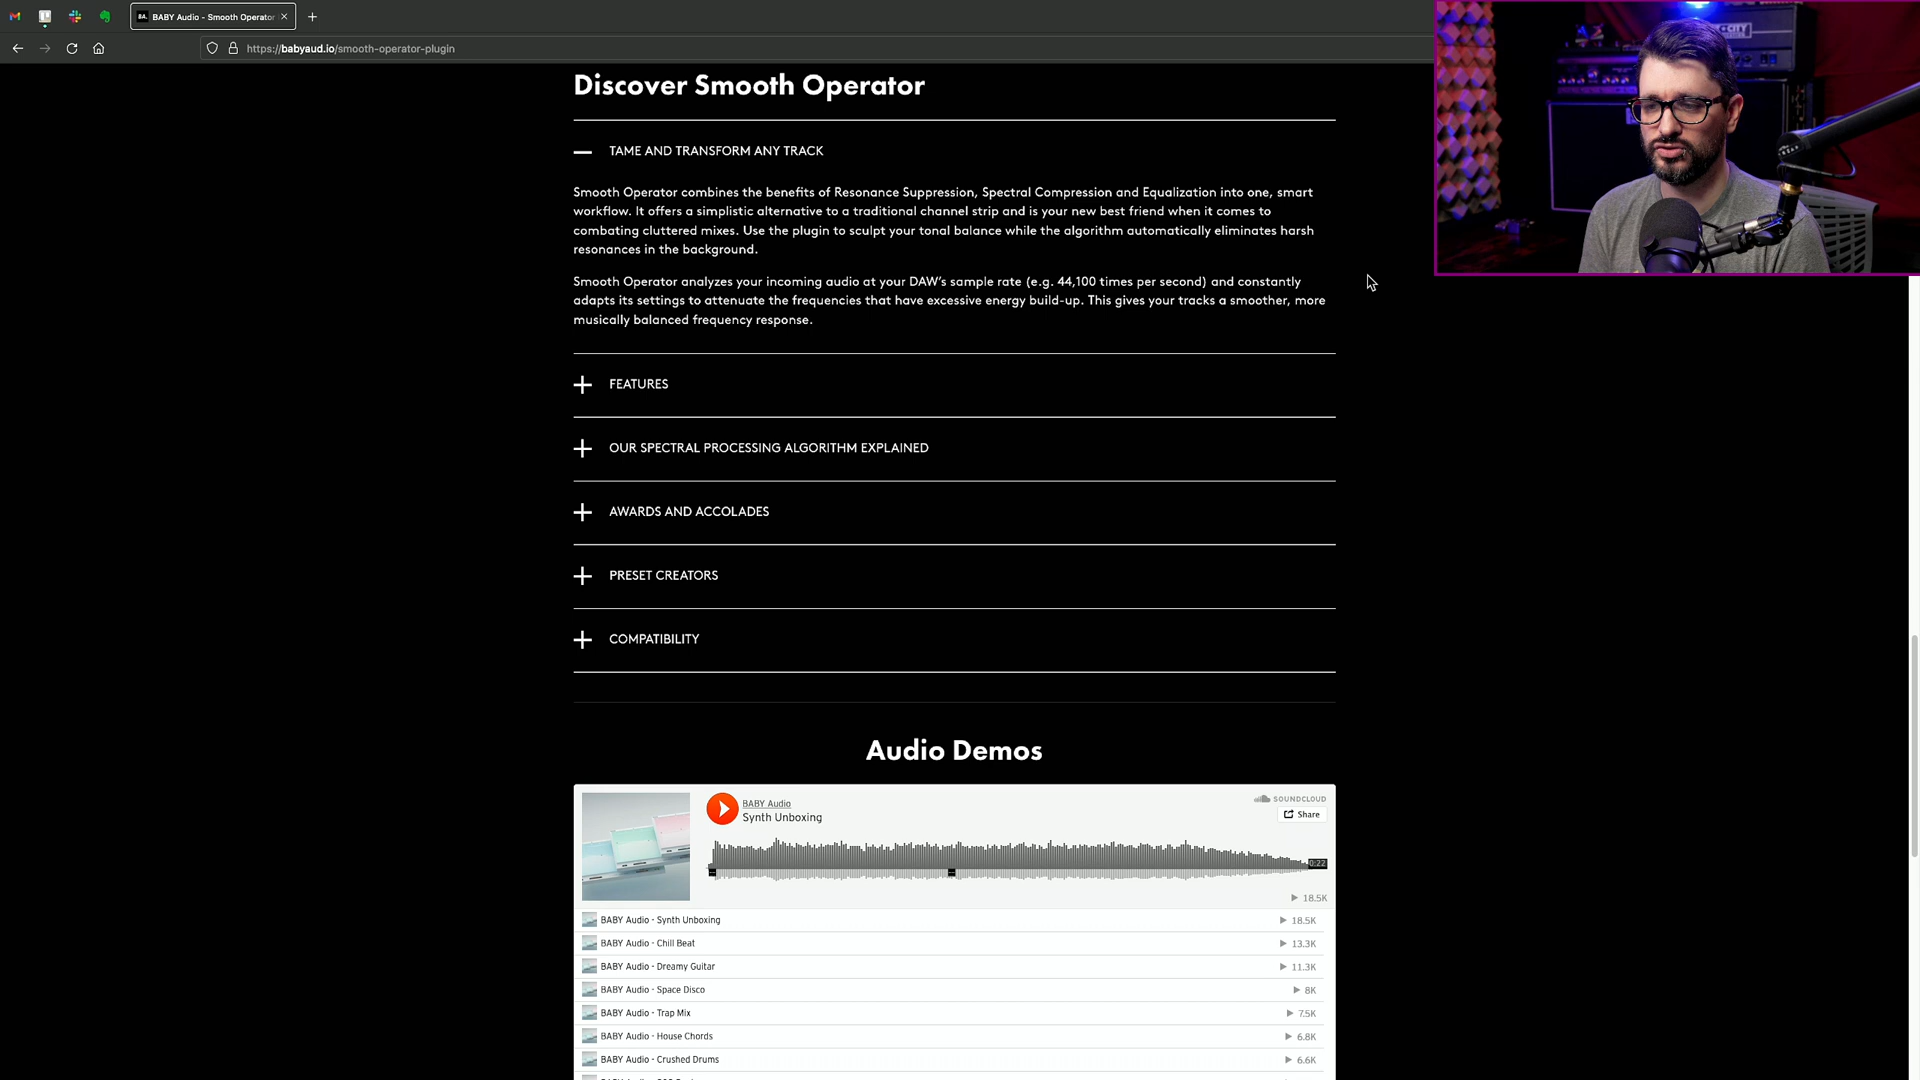 BA. BABY Audio - Smooth Operator
https://babyaud.io/smooth-operator-plugin
CITY
Discover Smooth Operator
TAME AND TRANSFORM ANY TRACK
Smooth Operator combines the benefits of Resonance Suppression, Spectral Compression and Equalization into one, smart
workflow. It offers a simplistic alternative to a traditional channel strip and is your new best friend when it comes to
combating cluttered mixes. Use the plugin to sculpt your tonal balance while the algorithm automatically eliminates harsh
resonances in the background.
Smooth Operator analyzes your incoming audio at your DAW’s sample rate (e.g. 44,100 times per second) and constantly
adapts its settings to attenuate the frequencies that have excessive energy build-up. This gives your tracks a smoother, more
musically balanced frequency response.
FEATURES
OUR SPECTRAL PROCESSING ALGORITHM EXPLAINED
AWARDS AND ACCOLADES
PRESET CREATORS
COMPATIBILITY
Audio Demos
BABY Audio
Synth Unboxing
SOUNDCLOUD
Share
0:22
18.5K
BABY Audio - Synth Unboxing 18.5K
BABY Audio - Chill Beat 13.3K
BABY Audio - Dreamy Guitar 11.3K
BABY Audio - Space Disco 8K
BABY Audio - Trap Mix 7.5K
BABY Audio - House Chords 6.8K
BABY Audio - Crushed Drums 6.6K